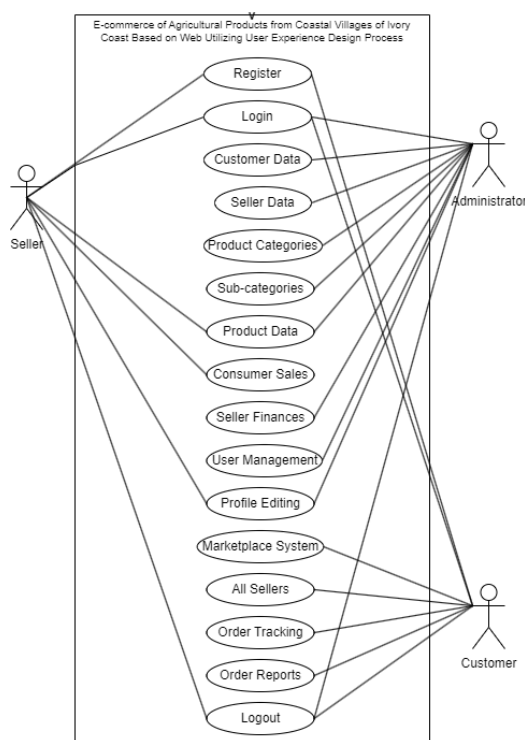 E-commerce of Agricultural Products from Coastal Villages of Ivory
Coast Based on Web Utilizing User Experience Design Process
Register
Login
Customer Data
Administrator
Seller Data
Seller
Product Categories
Sub-categories
Product Data
Consumer Sales
Seller Finances
User Management
Profile Editing
Marketplace System
All Sellers
Order Tracking
Customer
Order Reports
Logout